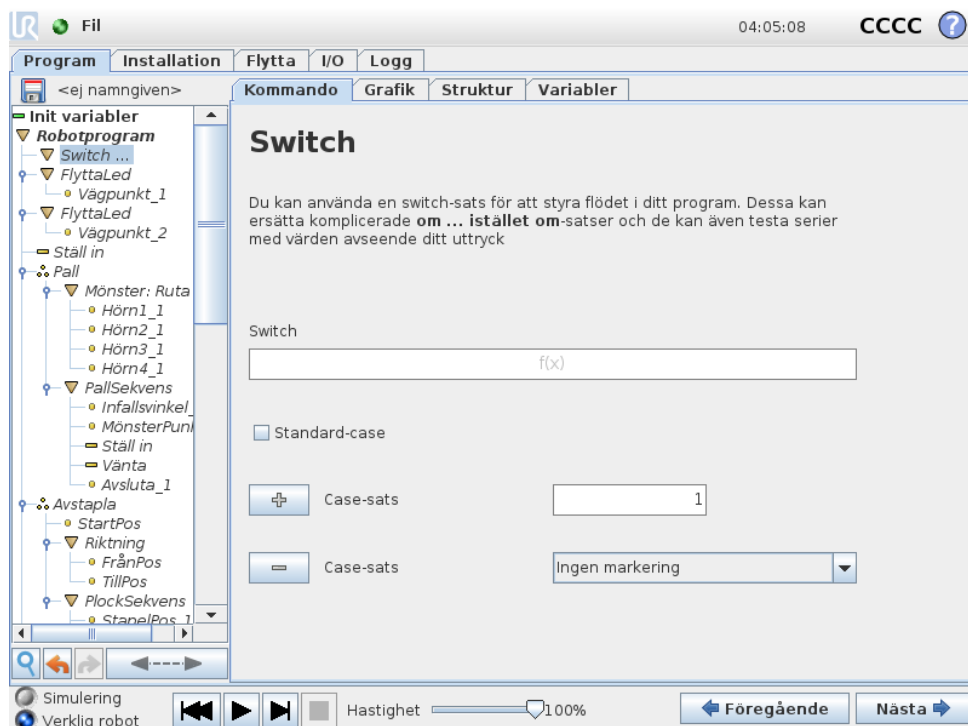 UR Fil 04:05:08 CCCC ?
Program Installation Flytta I/O Logg
<ej namngiven>
Kommando Grafik Struktur Variabler
Init variabler
Robotprogram
Switch ...
FlyttaLed
Vägpunkt_1
FlyttaLed
Vägpunkt_2
Ställ in
Pall
Mönster: Ruta
Hörn1_1
Hörn2_1
Hörn3_1
Hörn4_1
PallSekvens
Infallsvinkel_
MönsterPunk
Ställ in
Vänta
Avsluta_1
Avstapla
StartPos
Riktning
FrånPos
TillPos
PlockSekvens
StapelPos_1
Switch
Du kan använda en switch-sats för att styra flödet i ditt program. Dessa kan
ersätta komplicerade om ... istället om-satser och de kan även testa serier
med värden avseende ditt uttryck
Switch
f(x)
Standard-case
Case-sats 1
Case-sats Ingen markering
Simulering
Verklig robot
Hastighet 100%
Föregående Nästa